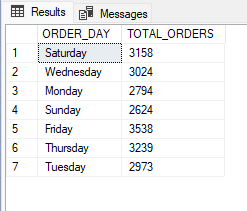 Results Messages
ORDER_DAY TOTAL_ORDERS
1 Saturday 3158
2 Wednesday 3024
3 Monday 2794
4 Sunday 2624
5 Friday 3538
6 Thursday 3239
7 Tuesday 2973